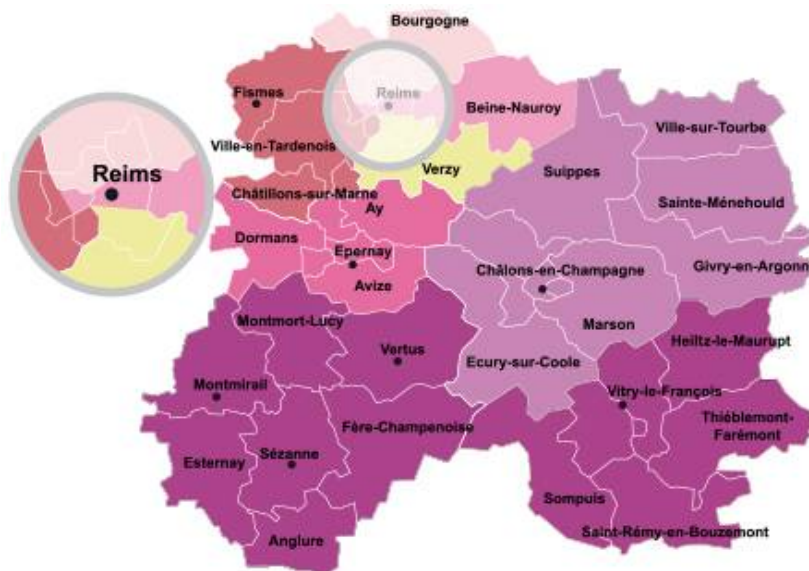 Bourgogne
Fismes
Reims
Beine-Nauroy
Ville-sur-Tourbe
Ville-en-Tardenois
Verzy
Suippes
Reims
Châtillons-sur-Marne
Sainte-Ménehould
Ay
Dormans
Epernay
Châlons-en-Champagne
Givry-en-Argonn
Avize
Montmort-Lucy
Marson
Vertus
Heiltz-le-Maurupt
Ecury-sur-Coole
Montmirail
Vitry-le-François
Fère-Champenoise
Thiéblemont-
Farémont
Esternay
Sézanne
Sompuis
Saint-Rémy-en-Bouzemont
Anglure